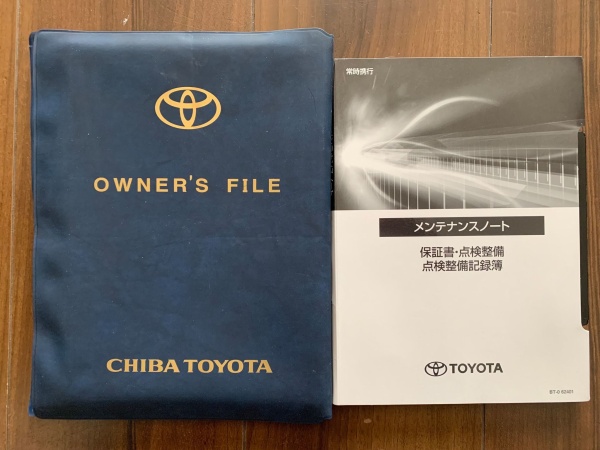 OWNER'S FILE
CHIBA TOYOTA
常時携行
メンテナンスノート
保証書・点検整備
点検整備記録簿
TOYOTA